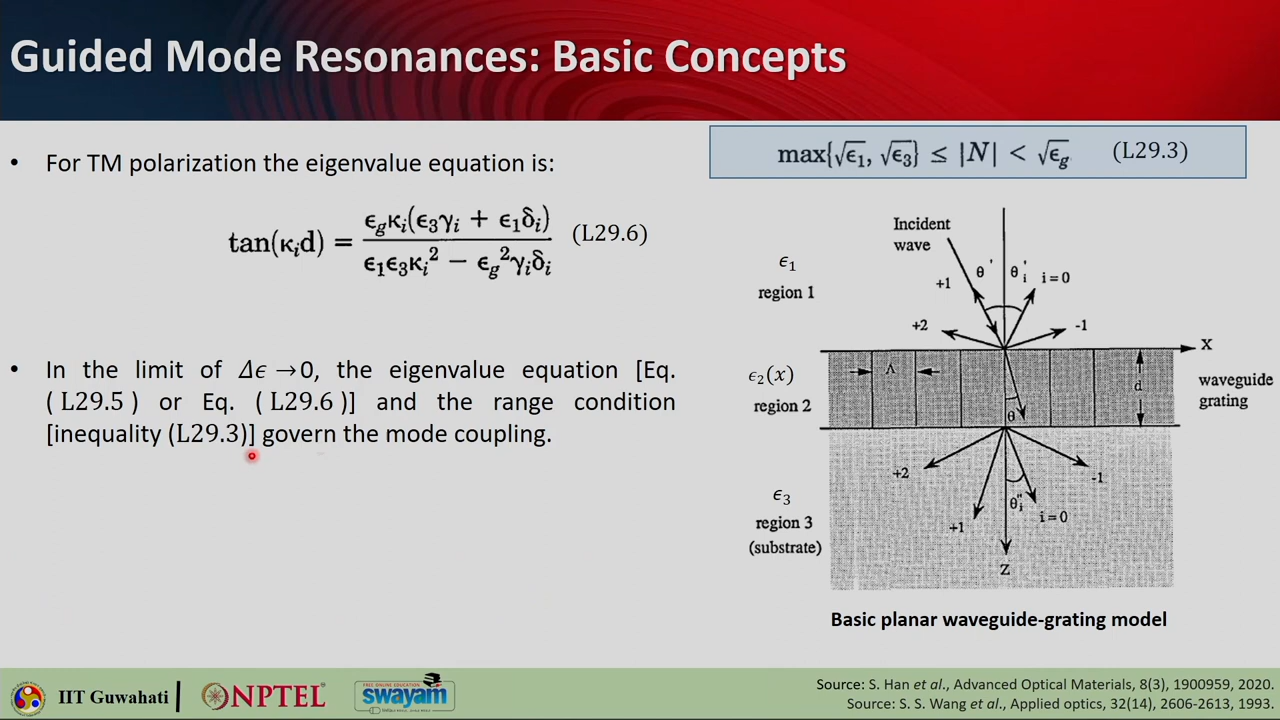 Guided Mode Resonances: Basic Concepts
• For TM polarization the eigenvalue equation is:
tan(κᵢd) = ϵgκᵢ(ϵ₃γᵢ + ϵ₁δᵢ) / ϵ₁ϵ₃κᵢ² − ϵg²γᵢδᵢ (L29.6)
• In the limit of Δϵ →0, the eigenvalue equation [Eq.
( L29.5 ) or Eq. ( L29.6 )] and the range condition
[inequality (L29.3)] govern the mode coupling.
max{√ϵ₁, √ϵ₃} ≤ |N| < √ϵg (L29.3)
Incident
wave
θ' θᵢ' i=0
+1
+2 -1
ϵ₁
region 1
x
ϵ₂(x)
region 2
Λ
d
θ
waveguide
grating
+2 -1
+1 θᵢ'' i=0
ϵ₃
region 3
(substrate)
z
Basic planar waveguide-grating model
IIT Guwahati
NPTEL
FREE ONLINE EDUCATION
swayam
Source: S. Han et al., Advanced Optical Materials, 8(3), 1900959, 2020.
Source: S. S. Wang et al., Applied optics, 32(14), 2606-2613, 1993.